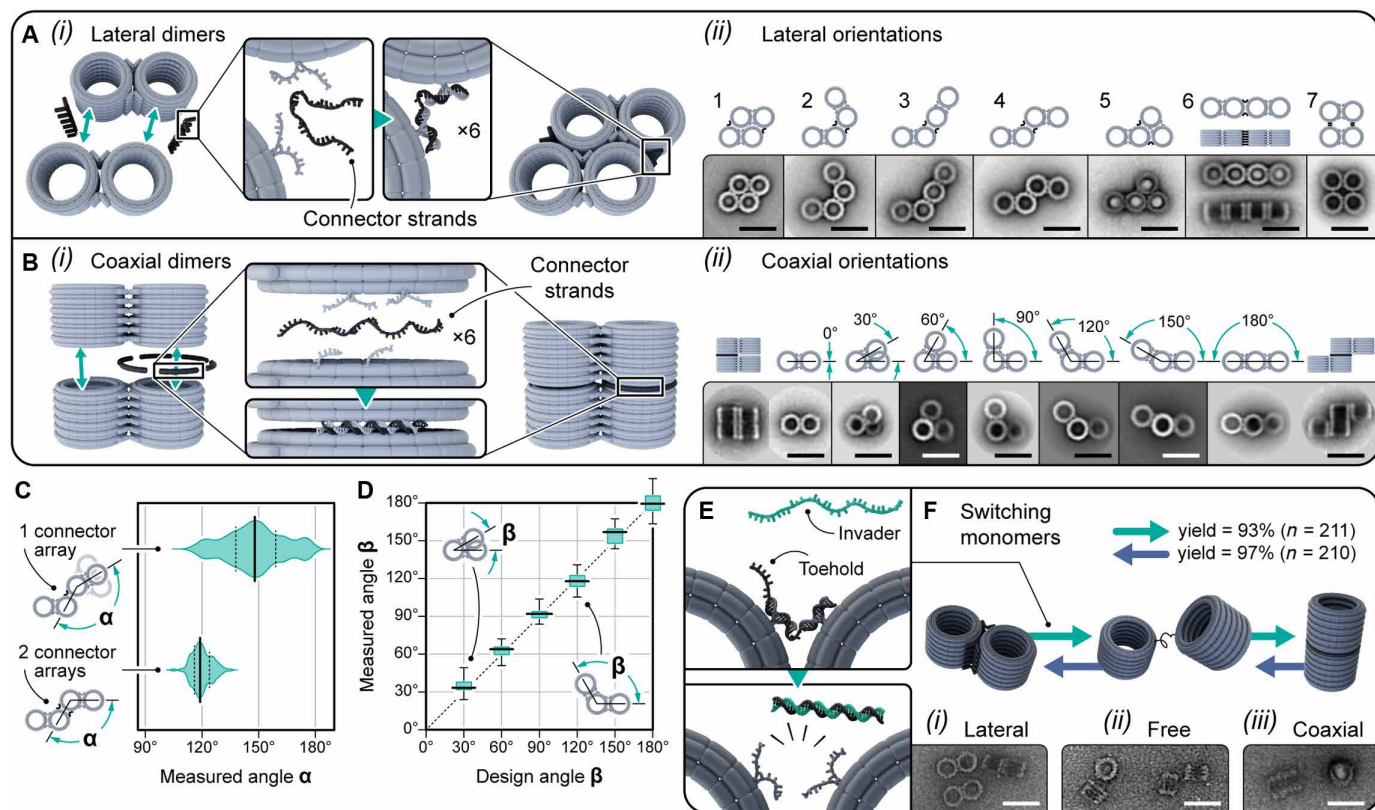 A (i) Lateral dimers
×6
Connector strands
(ii) Lateral orientations
1 2 3 4 5 6 7
B (i) Coaxial dimers
Connector
strands
×6
(ii) Coaxial orientations
0° 30° 60° 90° 120° 150° 180°
C
1 connector
array
α
2 connector
arrays
α
90° 120° 150° 180°
Measured angle α
D
Measured angle β
180°
150°
120°
90°
60°
30°
0°
β
β
0° 30° 60° 90° 120° 150° 180°
Design angle β
E
Invader
Toehold
F Switching
monomers
yield = 93% (n = 211)
yield = 97% (n = 210)
(i) Lateral
(ii) Free
(iii) Coaxial